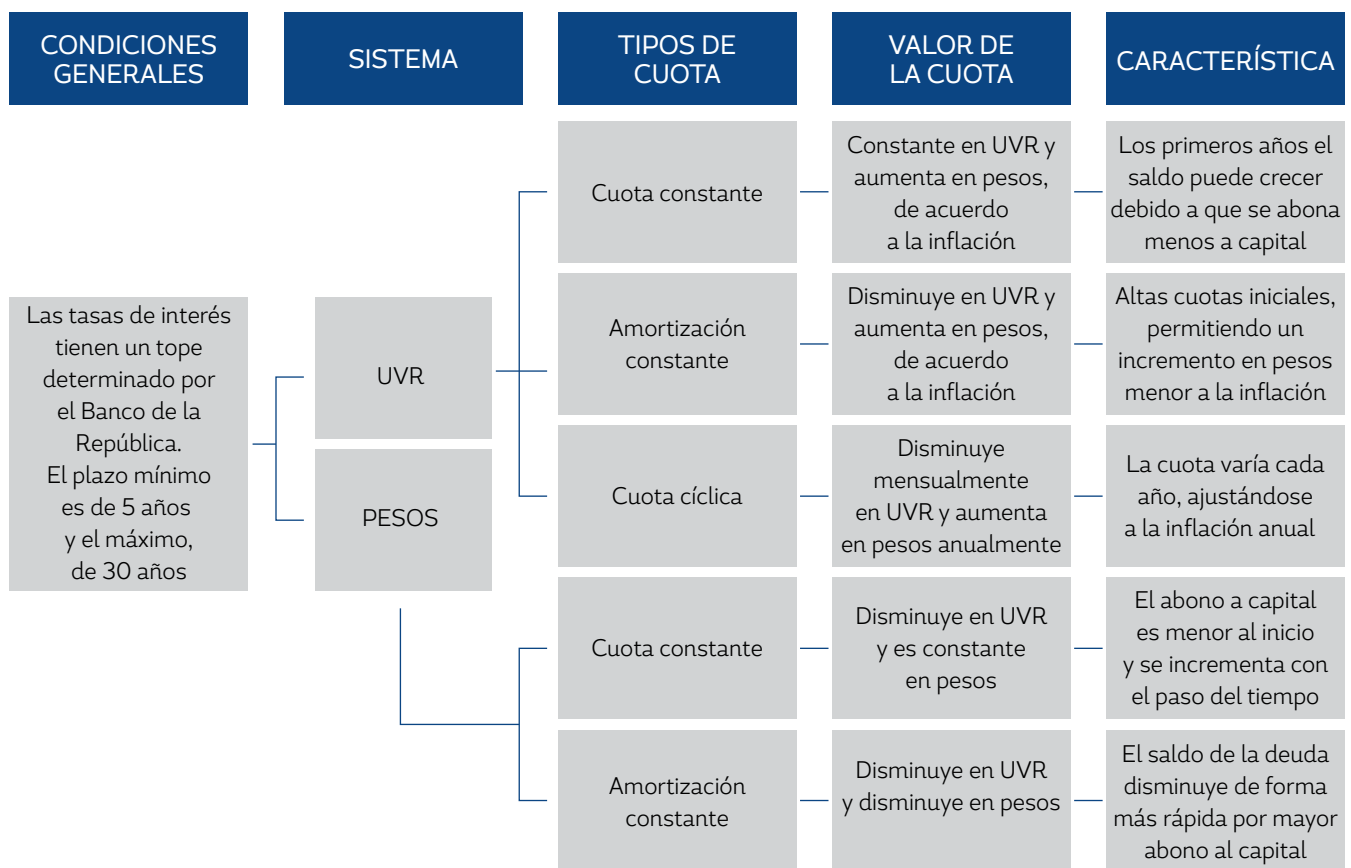 CONDICIONES
GENERALES
SISTEMA
TIPOS DE
CUOTA
VALOR DE
LA CUOTA
CARACTERÍSTICA
Las tasas de interés
tienen un tope
determinado por
el Banco de la
República.
El plazo mínimo
es de 5 años
y el máximo,
de 30 años
UVR
PESOS
Cuota constante
Constante en UVR y
aumenta en pesos,
de acuerdo
a la inflación
Los primeros años el
saldo puede crecer
debido a que se abona
menos a capital
Amortización
constante
Disminuye en UVR y
aumenta en pesos,
de acuerdo
a la inflación
Altas cuotas iniciales,
permitiendo un
incremento en pesos
menor a la inflación
Cuota cíclica
Disminuye
mensualmente
en UVR y aumenta
en pesos anualmente
La cuota varía cada
año, ajustándose
a la inflación anual
Cuota constante
Disminuye en UVR
y es constante
en pesos
El abono a capital
es menor al inicio
y se incrementa con
el paso del tiempo
Amortización
constante
Disminuye en UVR
y disminuye en pesos
El saldo de la deuda
disminuye de forma
más rápida por mayor
abono al capital